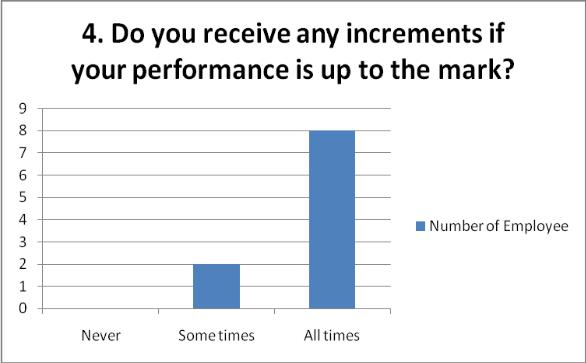 4. Do you receive any increments if
your performance is up to the mark?
9
8
7
6
5
4
3
2
1
0
Never
Some times
All times
Number of Employee